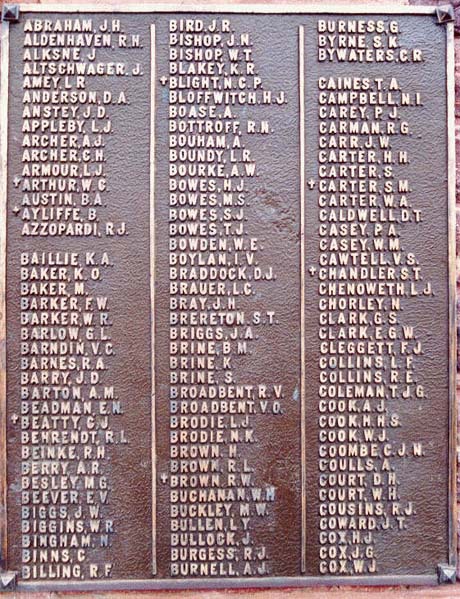 ABRAHAM, J.H.
ALDENHAVEN, R.H.
ALKSNE, J
ALTSCHWAGER, J.
AMEY, L.R.
ANDERSON, D.A.
ANSTEY, J.D.
APPLEBY, L.J.
ARCHER, A.J.
ARCHER, C.H.
ARMOUR, L.J.
†ARTHUR, W.G
AUSTIN, B.A.
†AYLIFFE, B.
AZZOPARDI, R.J.
BAILLIE, K.A.
BAKER, K.O.
BAKER, M.
BARKER, F.W.
BARKER, W.R.
BARLOW, G.L.
BARNDIN, V.C.
BARNES, R.A.
BARRY, J.D.
BARTON, A.M.
BEADMAN, E.N.
†BEATTY, G.J.
BEHRENDT, R.L.
BEINKE, R.H.
BERRY, A.R.
BESLEY, M.G.
BEEVER, E.V.
BIGGS, J.W.
BIGGINS, W.R.
BINGHAM, N.
BINNS, C.
BILLING, R.F.
BIRD, J.R.
BISHOP, J.N.
BISHOP, W.T.
BLAKEY, K.R.
†BLIGHT, N.C.P.
BLOFFWITCH, H.J.
BOASE, A.
BOTTROFF, R.N.
BOUHAM, A.
BOUNDY, L.R.
BOURKE, A.W.
BOWES, H.J.
BOWES, M.S.
BOWES, S.J.
BOWES, T.J.
BOWDEN, W.E.
BOYLAN, I.V.
BRADDOCK, D.J.
BRAUER, L.C.
BRAY, J.H.
BRERETON, S.T.
BRIGGS, J.A.
BRINE, B.M.
BRINE, K.
BRINE, S.
BROADBENT, R.V.
BROADBENT, V.O.
BRODIE, L.J.
BRODIE, N.K.
BROWN, H.
BROWN, R.L.
†BROWN, R.W.
BUCHANAN, W.H
BUCKLEY, M.W.
BULLEN, L.Y.
BULLOCK, J.
BURGESS, R.J.
BURNELL, A.J.
BURNESS, G.
BYRNE, S.K.
BYWATERS, C.R.
CAINES, T.A.
CAMPBELL, N.I.
CAREY, P.J.
CARMAN, R.G.
CARR, J.W.
CARTER, H.H.
CARTER, S.
†CARTER, S.M.
CARTER, W.A.
CALDWELL, D.T.
CASEY, P.A.
CASEY, W.M.
CAWTELL, V.S.
†CHANDLER, S.T.
CHENOWETH, L.J.
CHORLEY, N.
CLARK, G.S.
CLARK, E.G.W.
CLEGGETT, F.J.
COLLINS, L.F.
COLLINS, R.E.
COLEMAN, T.J.G.
COOK, A.J.
COOK, H.H.S.
COOK, W.J.
COOMBE, C.J.N.
COULLS, A.
COURT, D.H.
COURT, W.H.
COUSINS, R.J.
COWARD, J.T.
COX, H.J.
COX, J.G.
COX, W.J.